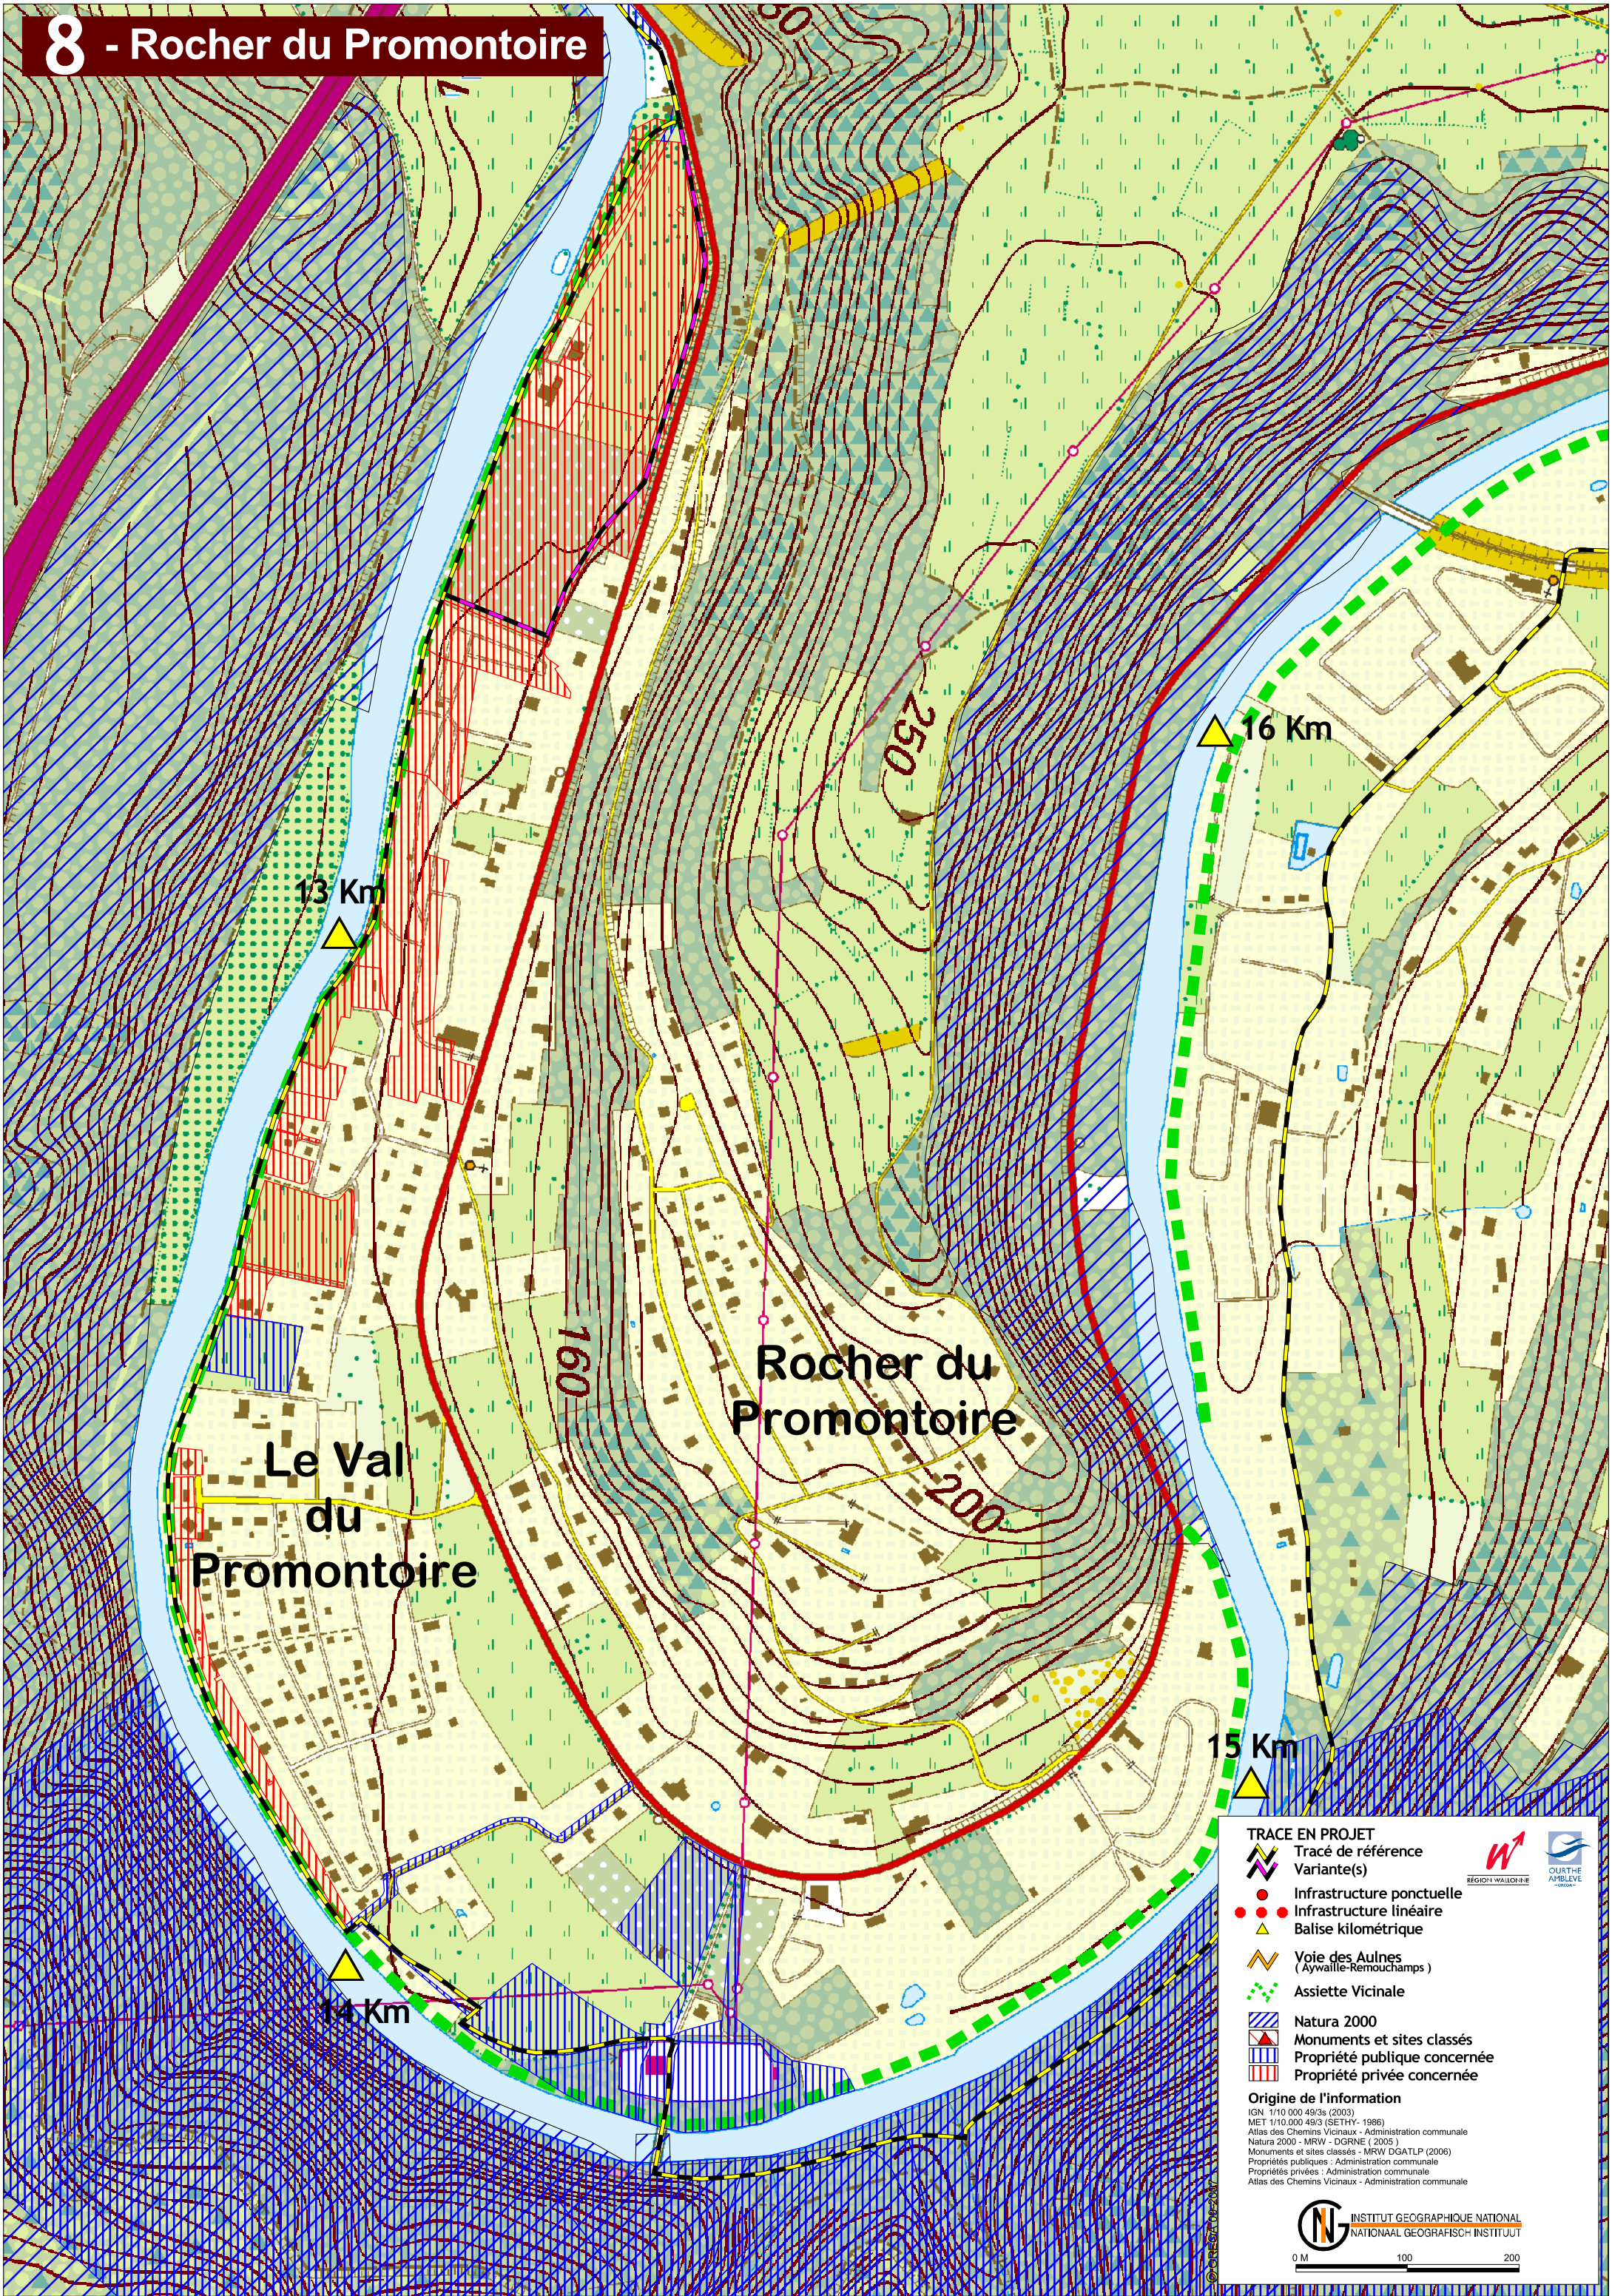 8 - Rocher du Promontoire
250
16 Km
13 Km
160
Rocher du
Promontoire
Le Val
du
Promontoire
200
15 Km
14 Km
TRACE EN PROJET
Tracé de référence
Variante(s)
RÉGION WALLONNE
OURTHE
AMBLEVE
Infrastructure ponctuelle
Infrastructure linéaire
Balise kilométrique
Voie des Aulnes
( Aywaille-Remouchamps )
Assiette Vicinale
Natura 2000
Monuments et sites classés
Propriété publique concernée
Propriété privée concernée
Origine de l'information
IGN 1/10 000 49/3s (2003)
MET 1/10.000 49/3 (SETHY- 1986)
Atlas des Chemins Vicinaux - Administration communale
Natura 2000 - MRW - DGRNE ( 2005 )
Monuments et sites classés - MRW DGATLP (2006)
Propriétés publiques : Administration communale
Propriétés privées : Administration communale
Atlas des Chemins Vicinaux - Administration communale
INSTITUT GEOGRAPHIQUE NATIONAL
NATIONAAL GEOGRAFISCH INSTITUUT
0 M 100 200